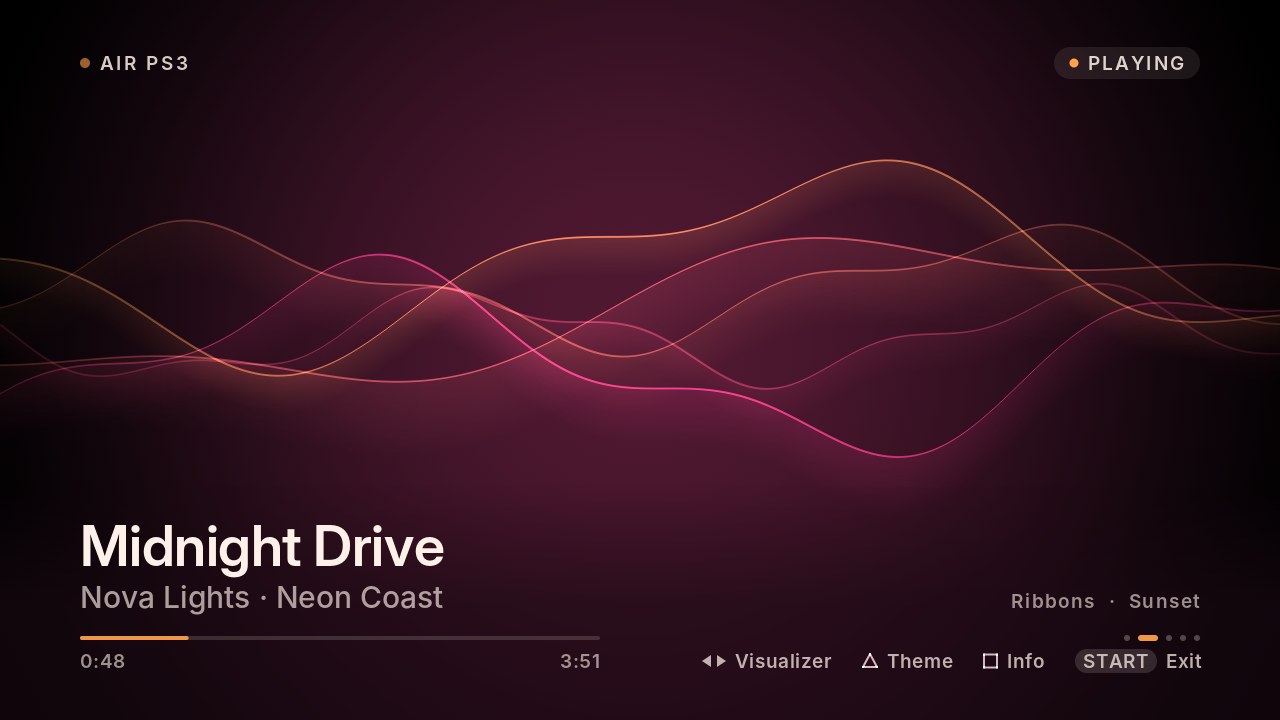 AIR PS3
PLAYING
Midnight Drive
Nova Lights · Neon Coast
Ribbons · Sunset
0:48
3:51
Visualizer
Theme
Info
START Exit